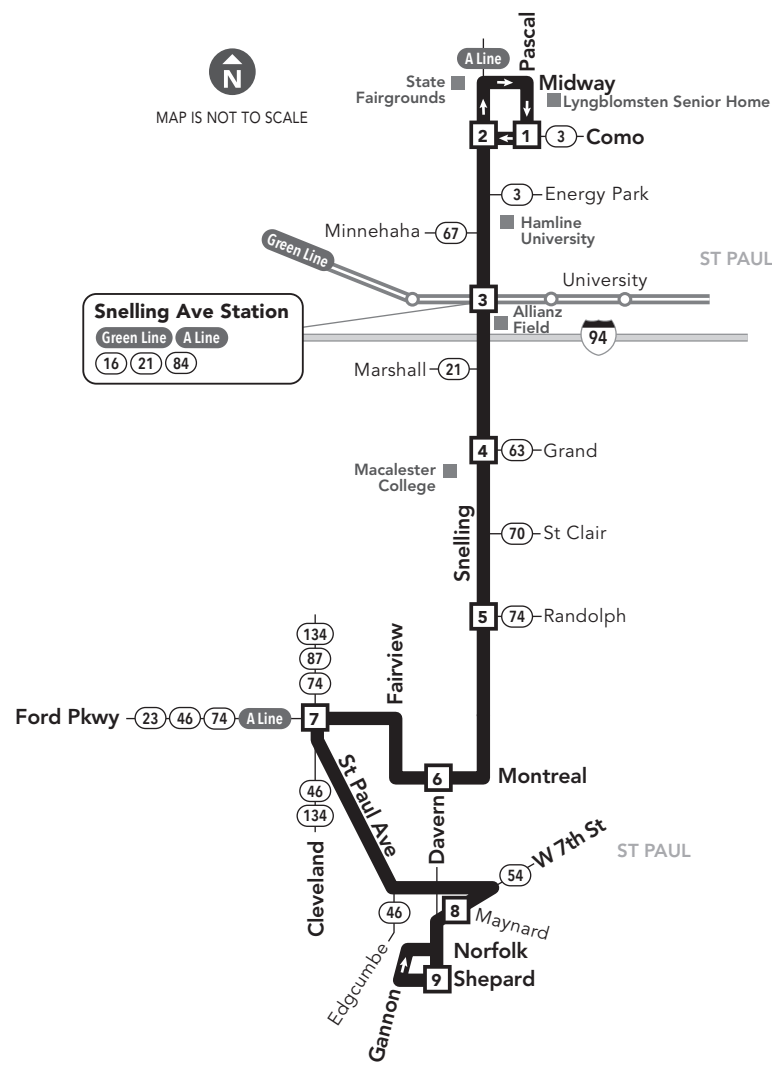 N
MAP IS NOT TO SCALE
A Line
Pascal
State
Fairgrounds
Midway
Lyngblomsten Senior Home
2
1
3
Como
3
Energy Park
Minnehaha
67
Hamline
University
Green Line
ST PAUL
University
3
Snelling Ave Station
Green Line
A Line
16
21
84
Allianz
Field
94
Marshall
21
4
63
Grand
Macalester
College
Snelling
70
St Clair
5
74
Randolph
134
87
74
Fairview
Ford Pkwy
23
46
74
A Line
7
6
Montreal
46
134
St Paul Ave
Davern
Cleveland
54
W 7th St
ST PAUL
46
8
Maynard
Edgcumbe
Norfolk
9
Shepard
Gannon